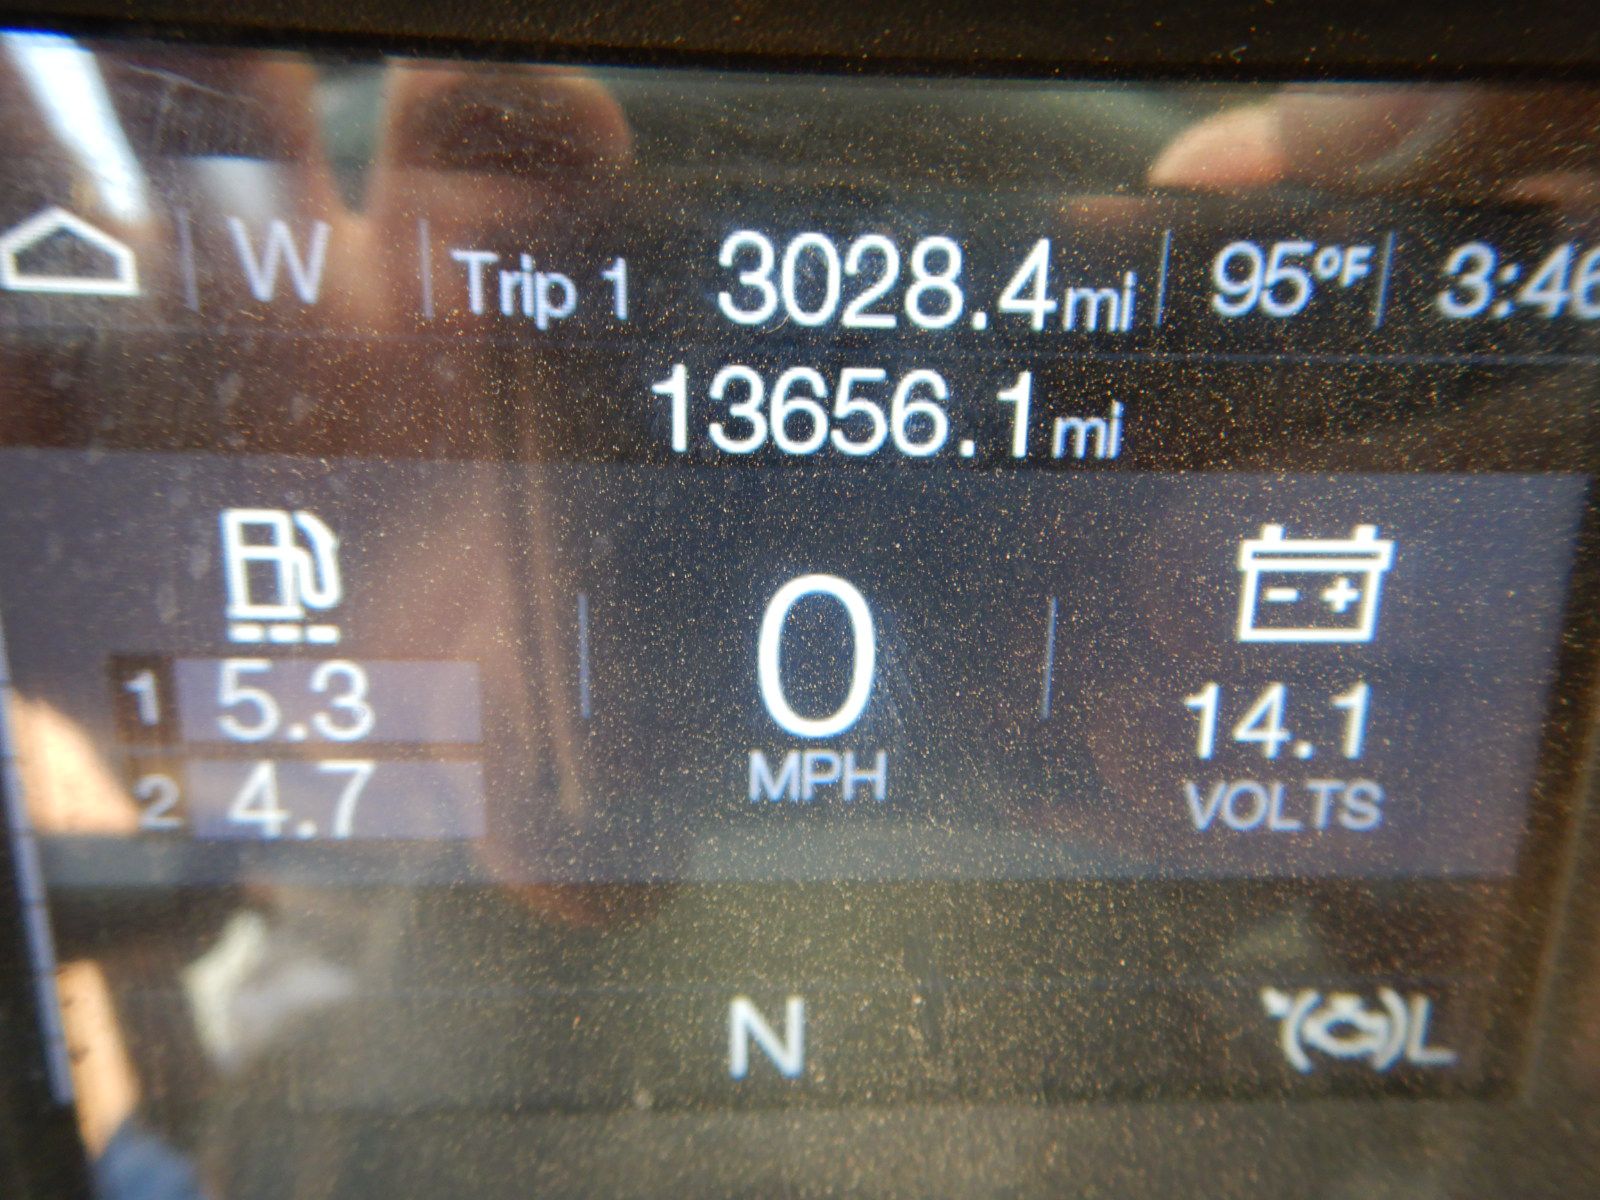 W Trip 1 3028.4mi 95°F 3:46
13656.1mi
1 5.3
2 4.7
0
MPH
- +
14.1
VOLTS
N
L